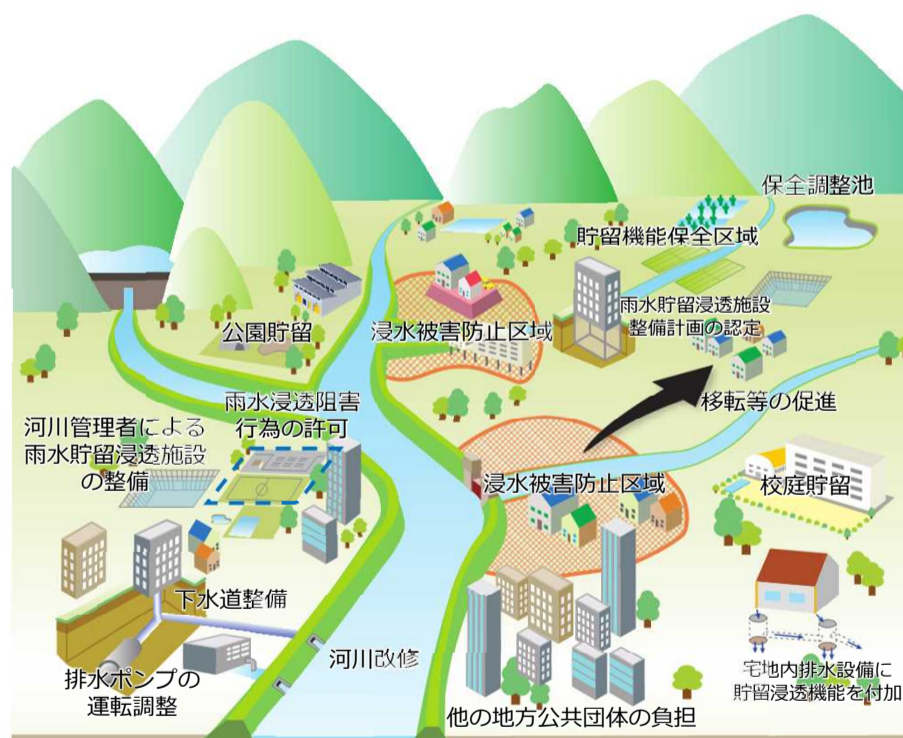 保全調整池
貯留機能保全区域
雨水貯留浸透施設
整備計画の認定
公園貯留
浸水被害防止区域
移転等の促進
雨水浸透阻害
行為の許可
河川管理者による
雨水貯留浸透施設
の整備
浸水被害防止区域
校庭貯留
下水道整備
排水ポンプの
運転調整
河川改修
他の地方公共団体の負担
宅地内排水設備に
貯留浸透機能を付加